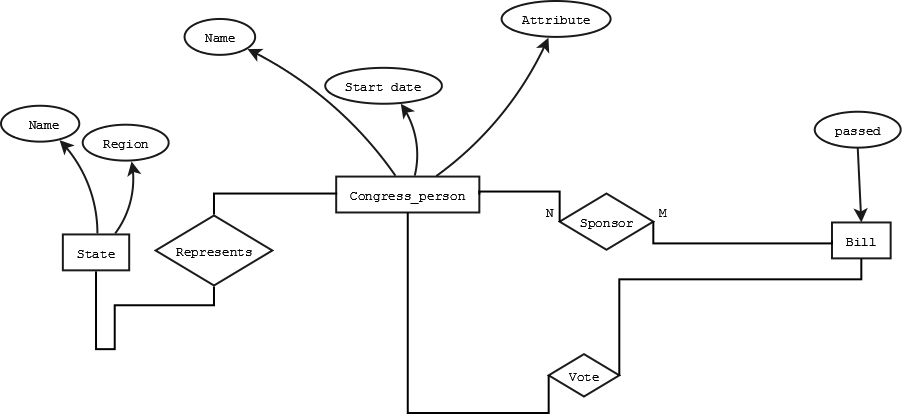 Attribute
Name
Start date
Name
Region
passed
Congress_person
N
M
Sponsor
State
Represents
Bill
Vote